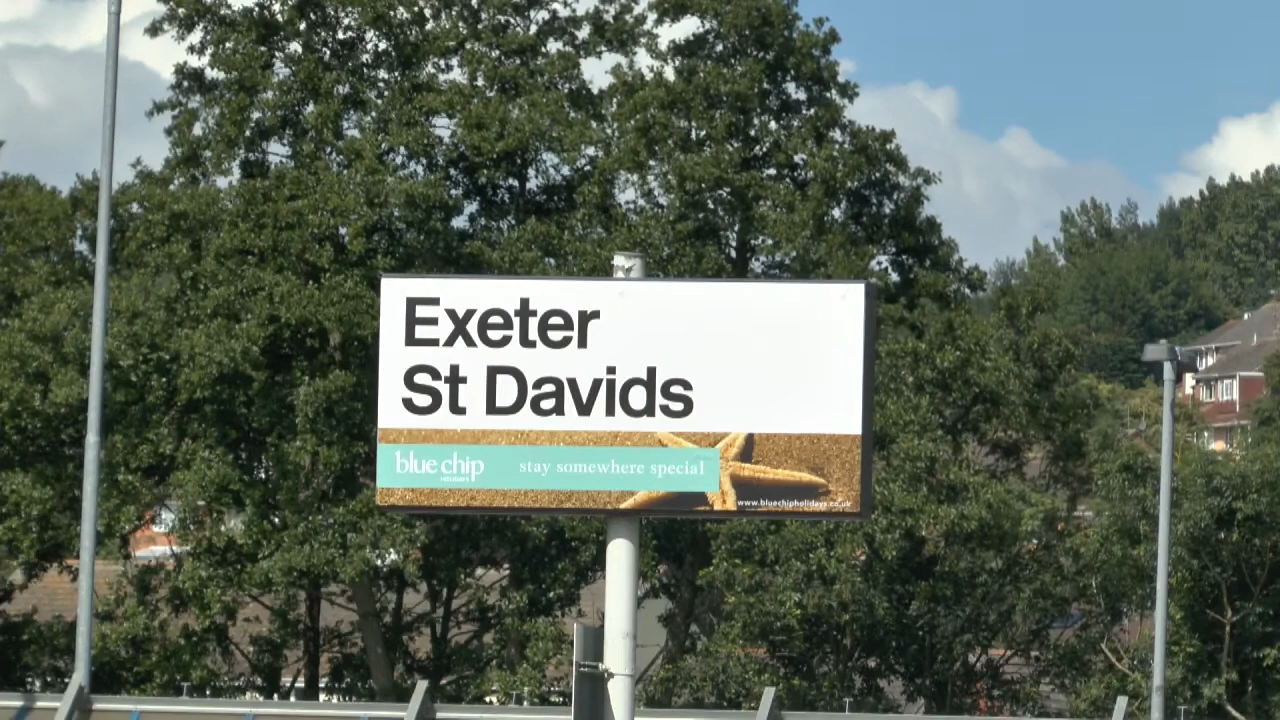 Exeter
St Davids
blue chip
HOLIDAYS
stay somewhere special
www.bluechipholidays.co.uk